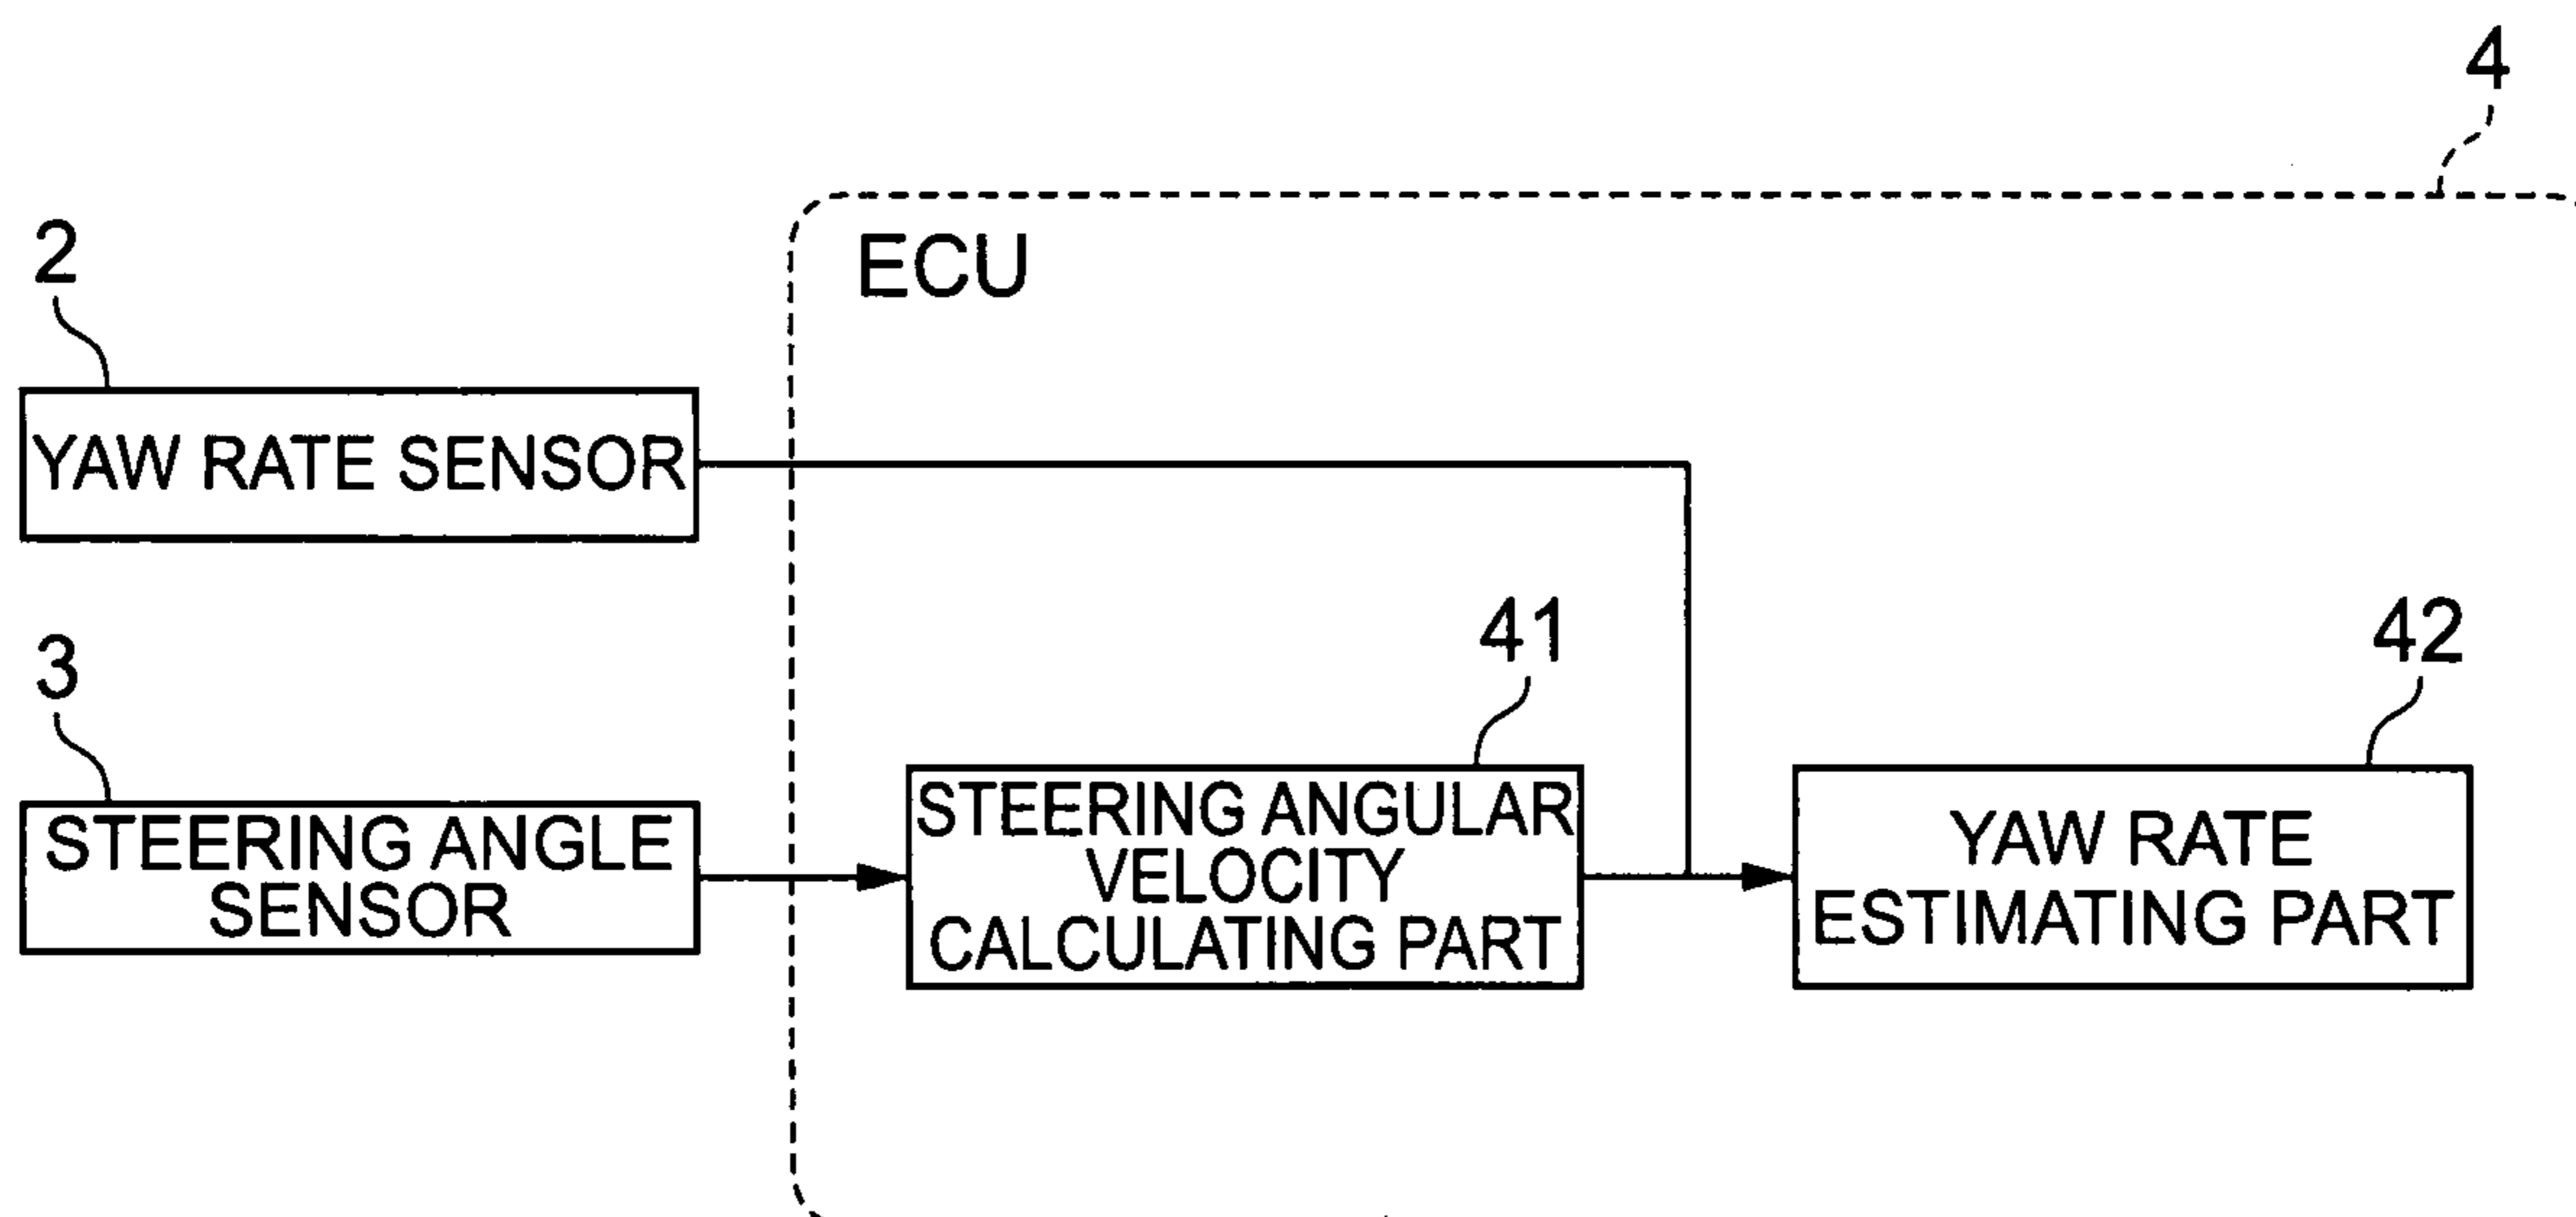 4
ECU
2
YAW RATE SENSOR
3
STEERING ANGLE
SENSOR
41
STEERING ANGULAR
VELOCITY
CALCULATING PART
42
YAW RATE
ESTIMATING PART